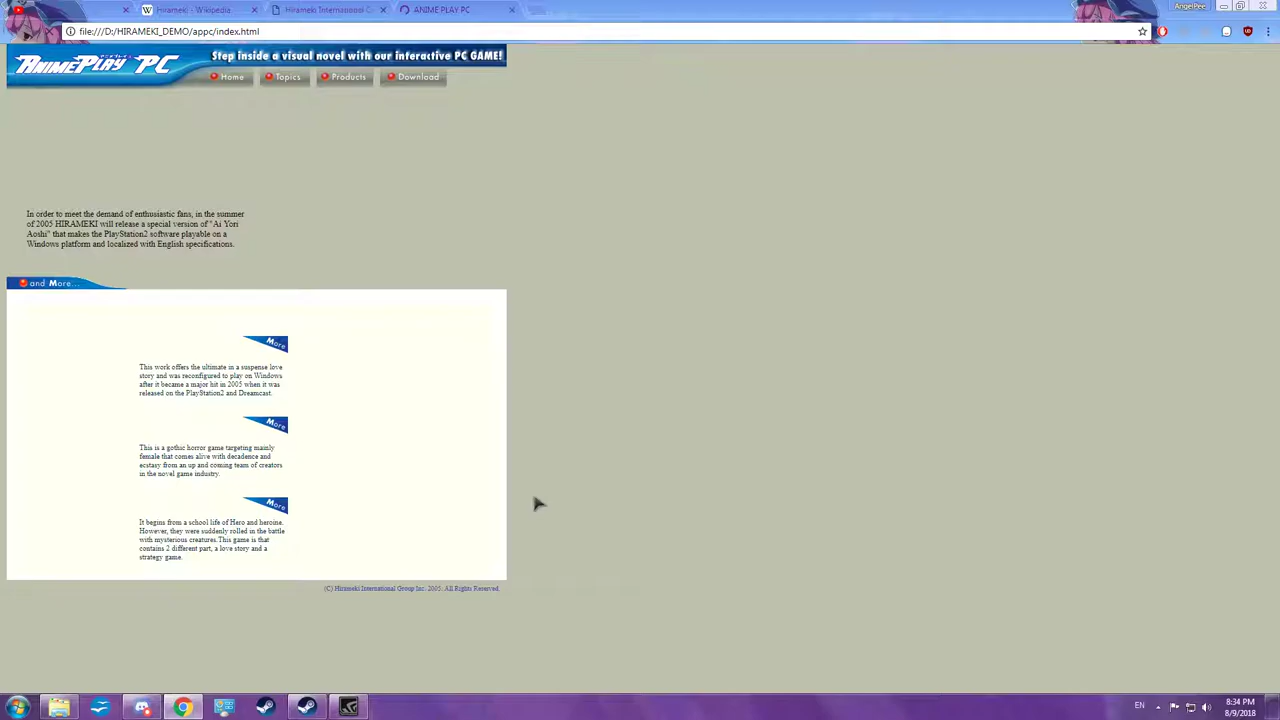 AngelPee
Hirameki - Wikipedia
Hirameki International G
ANIME PLAY PC
file:///D:/HIRAMEKI_DEMO/appc/index.html
ANIMEPLAY PC
Step inside a visual novel with our interactive PC GAME!
Home
Topics
Products
Download
In order to meet the demand of enthusiastic fans, in the summer
of 2005 HIRAMEKI will release a special version of "Ai Yori
Aoshi" that makes the PlayStation2 software playable on a
Windows platform and localized with English specifications.
and More...
More
This work offers the ultimate in a suspense love
story and was reconfigured to play on Windows
after it became a major hit in 2005 when it was
released on the PlayStation2 and Dreamcast.
More
This is a gothic horror game targeting mainly
female that comes alive with decadence and
ecstasy from an up and coming team of creators
in the novel game industry.
More
It begins from a school life of Hero and heroine.
However, they were suddenly rolled in the battle
with mysterious creatures.This game is that
contains 2 different part, a love story and a
strategy game.
(C) Hirameki International Group Inc. 2005. All Rights Reserved.
EN
8:34 PM
8/9/2018